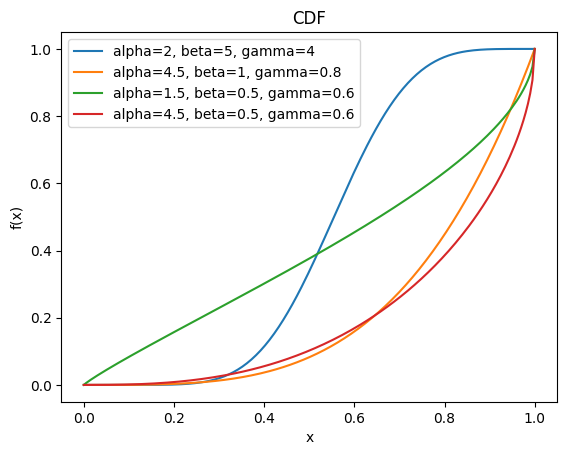 CDF
alpha=2, beta=5, gamma=4
alpha=4.5, beta=1, gamma=0.8
alpha=1.5, beta=0.5, gamma=0.6
alpha=4.5, beta=0.5, gamma=0.6
f(x)
1.0
0.8
0.6
0.4
0.2
0.0
0.0 0.2 0.4 0.6 0.8 1.0
x